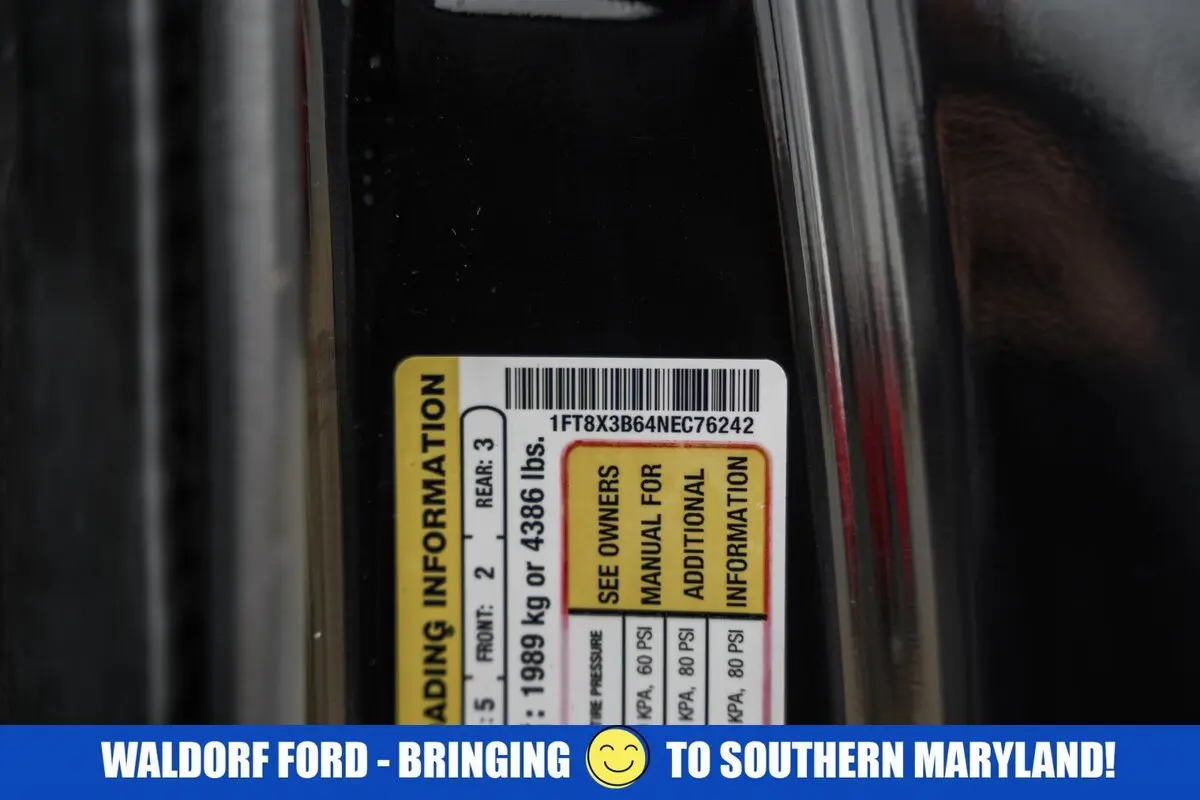 1FT8X3B64NEC76242
ADING INFORMATION
: 5 FRONT: 2 REAR: 3
: 1989 kg or 4386 lbs.
SEE OWNERS
MANUAL FOR
ADDITIONAL
INFORMATION
TIRE PRESSURE
KPA, 60 PSI
KPA, 80 PSI
KPA, 80 PSI
WALDORF FORD - BRINGING TO SOUTHERN MARYLAND!